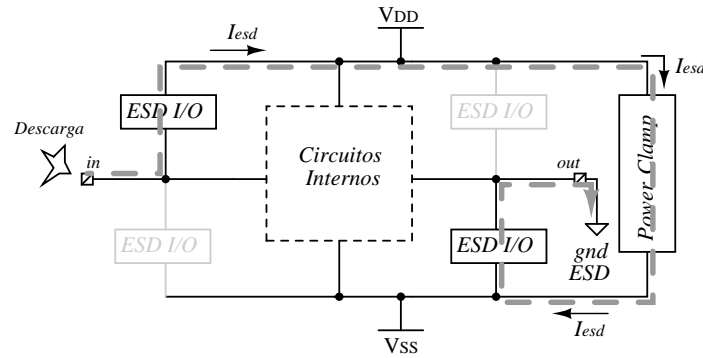 VDD
Iesd
Iesd
ESD I/O
ESD I/O
Descarga
in
Circuitos
Internos
out
Power Clamp
ESD I/O
ESD I/O
gnd
ESD
Iesd
VSS